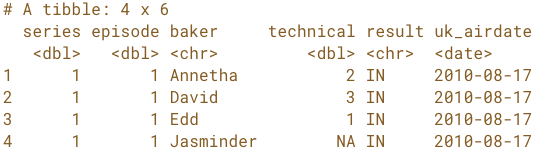 # A tibble: 4 x 6
  series episode baker     technical result uk_airdate
   <dbl>   <dbl> <chr>         <dbl> <chr>  <date>
1      1       1 Annetha           2 IN     2010-08-17
2      1       1 David             3 IN     2010-08-17
3      1       1 Edd               1 IN     2010-08-17
4      1       1 Jasminder        NA IN     2010-08-17